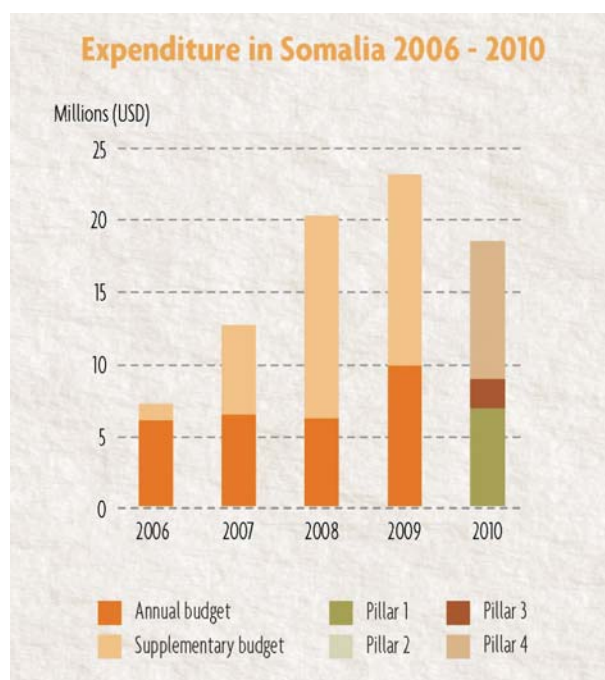 Expenditure in Somalia 2006 - 2010
Millions (USD)
25
20
15
10
5
0
2006 2007 2008 2009 2010
Annual budget Pillar 1 Pillar 3
Supplementary budget Pillar 2 Pillar 4